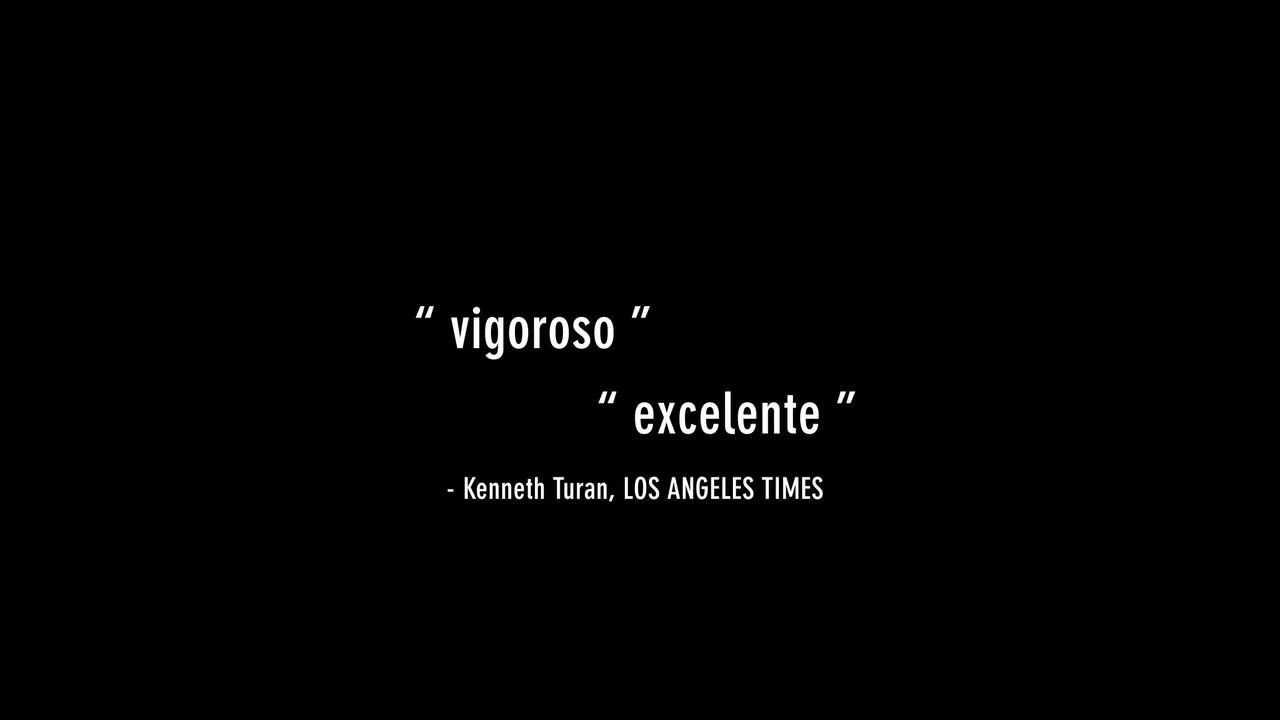 “ vigoroso ”
“ excelente ”
- Kenneth Turan, LOS ANGELES TIMES